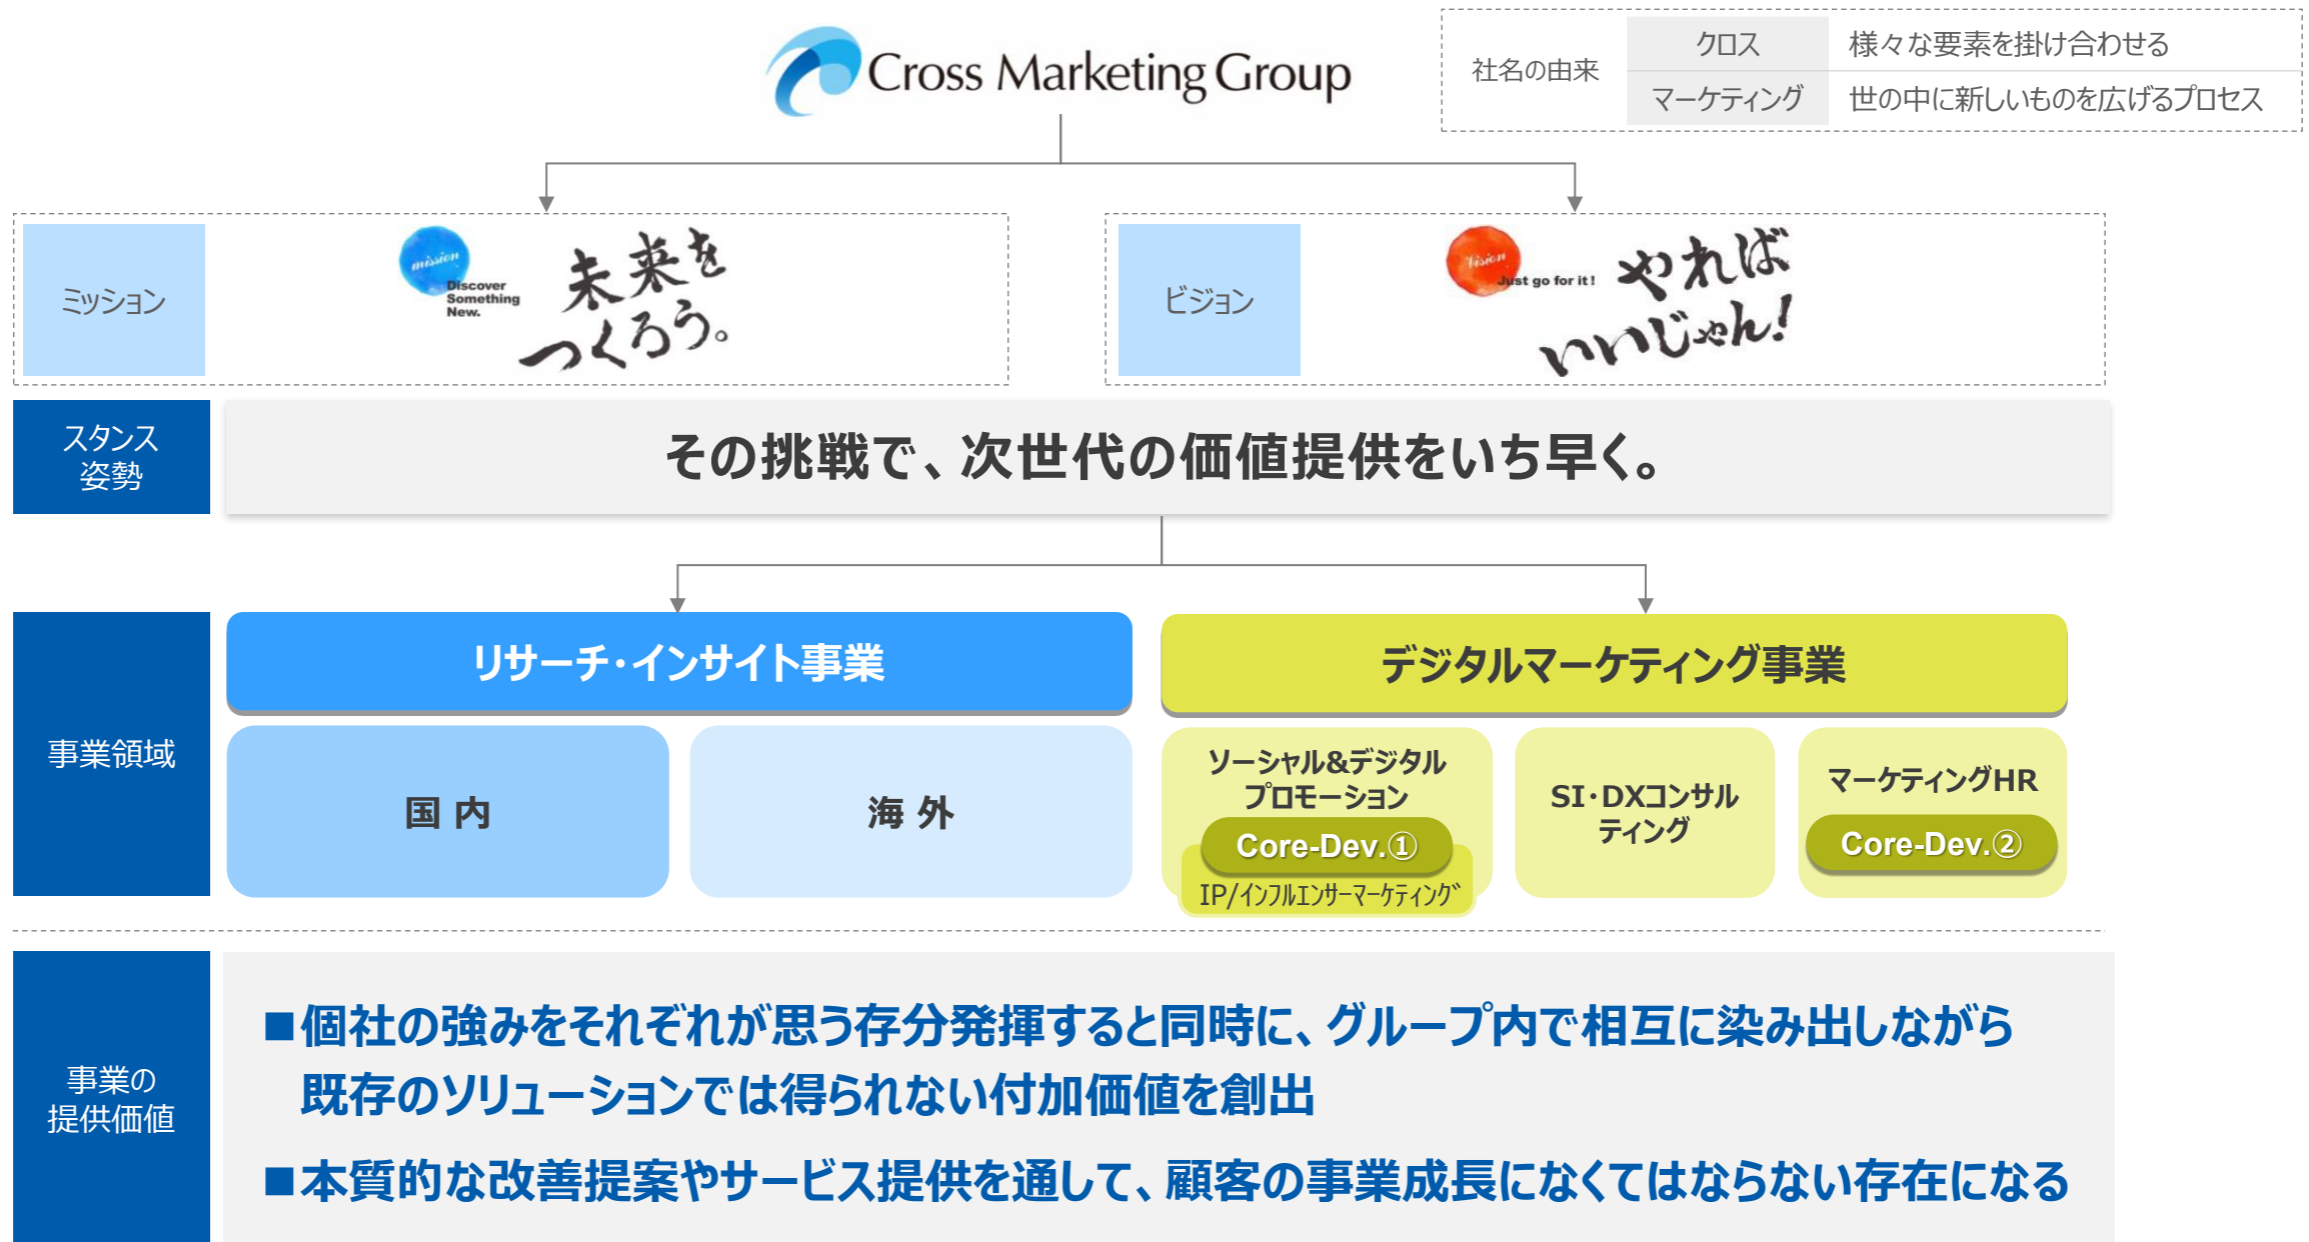 Cross Marketing Group
社名の由来
クロス 様々な要素を掛け合わせる
マーケティング 世の中に新しいものを広げるプロセス
ミッション
mission
Discover
Something
New.
未来を
つくろう。
ビジョン
Vision
Just go for it!
やれば
いいじゃん!
スタンス
姿勢
その挑戦で、次世代の価値提供をいち早く。
事業領域
リサーチ・インサイト事業
国内
海外
デジタルマーケティング事業
ソーシャル&デジタル
プロモーション
Core-Dev.①
IP/インフルエンサーマーケティング
SI・DXコンサル
ティング
マーケティングHR
Core-Dev.②
事業の
提供価値
■個社の強みをそれぞれが思う存分発揮すると同時に、グループ内で相互に染み出しながら
既存のソリューションでは得られない付加価値を創出
■本質的な改善提案やサービス提供を通して、顧客の事業成長になくてはならない存在になる